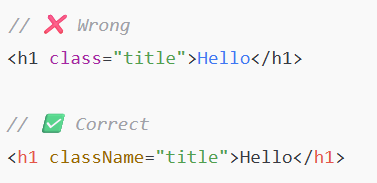 // ❌ Wrong
<h1 class="title">Hello</h1>
// ✅ Correct
<h1 className="title">Hello</h1>